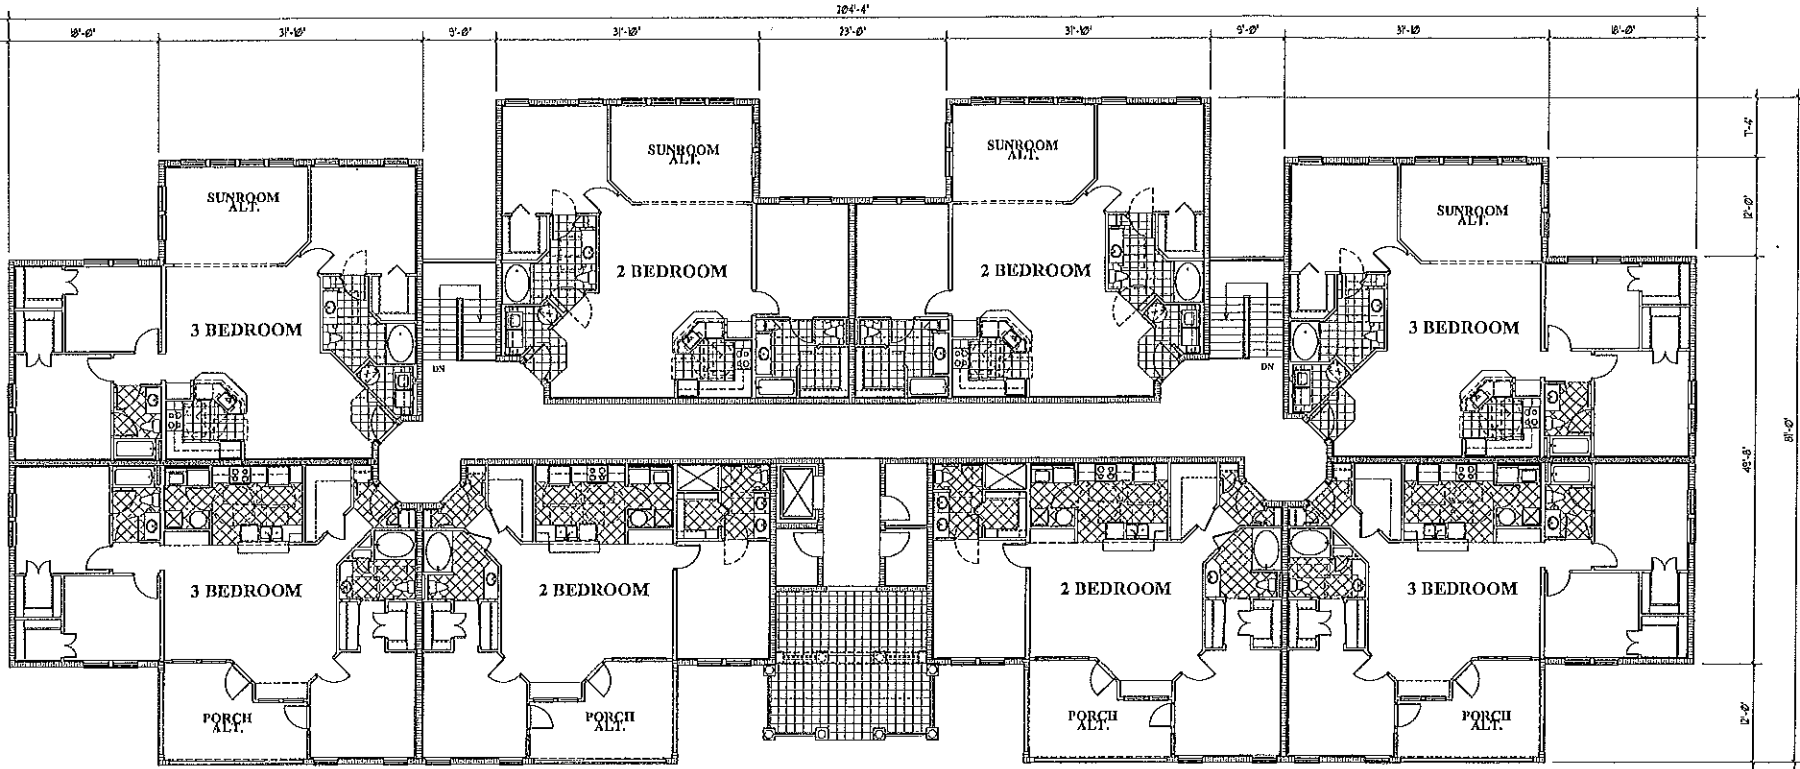 204'-4"
18'-0"
31'-10"
9'-0"
31'-10"
23'-0"
31'-10"
9'-0"
31'-10
18'-0"
7'-4"
SUNROOM
ALT.
SUNROOM
ALT.
SUNROOM
ALT.
SUNROOM
ALT.
12'-0"
2 BEDROOM
2 BEDROOM
3 BEDROOM
3 BEDROOM
DN
DN
81'-0"
49'-8"
3 BEDROOM
2 BEDROOM
2 BEDROOM
3 BEDROOM
PORCH
ALT.
PORCH
ALT.
PORCH
ALT.
PORCH
ALT.
12'-0"